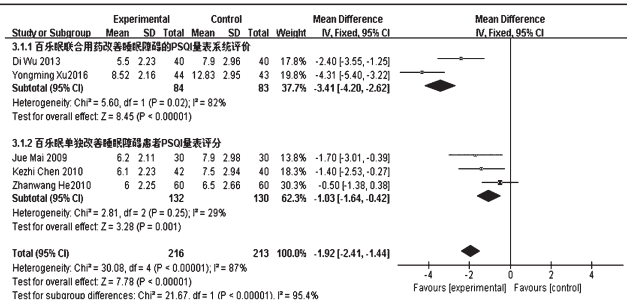 Experimental Control Mean Difference Mean Difference
Study or Subgroup Mean SD Total Mean SD Total Weight IV, Fixed, 95% CI IV, Fixed, 95% CI
3.1.1 百乐眠联合用药改善睡眠障碍的PSQI量表系统评价
Di Wu 2013 5.5 2.23 40 7.9 2.96 40 17.8% -2.40 [-3.55, -1.25]
Yongming Xu2016 8.52 2.16 44 12.83 2.95 43 19.9% -4.31 [-5.40, -3.22]
Subtotal (95% CI) 84 83 37.7% -3.41 [-4.20, -2.62]
Heterogeneity: Chi² = 5.60, df = 1 (P = 0.02); I² = 82%
Test for overall effect: Z = 8.45 (P < 0.00001)
3.1.2 百乐眠单独改善睡眠障碍患者PSQI量表评分
Jue Mai 2009 6.2 2.11 30 7.9 2.98 30 13.8% -1.70 [-3.01, -0.39]
Kezhi Chen 2010 6.1 2.23 42 7.5 2.94 40 18.3% -1.40 [-2.53, -0.27]
Zhanwang He2010 6 2.25 60 6.5 2.66 60 30.3% -0.50 [-1.38, 0.38]
Subtotal (95% CI) 132 130 62.3% -1.03 [-1.64, -0.42]
Heterogeneity: Chi² = 2.81, df = 2 (P = 0.25); I² = 29%
Test for overall effect: Z = 3.28 (P = 0.001)
Total (95% CI) 216 213 100.0% -1.92 [-2.41, -1.44]
Heterogeneity: Chi² = 30.08, df = 4 (P < 0.00001); I² = 87%
Test for overall effect: Z = 7.78 (P < 0.00001)
Test for subgroup differences: Chi² = 21.67, df = 1 (P < 0.00001), I² = 95.4%
-4 -2 0 2 4
Favours [experimental] Favours [control]